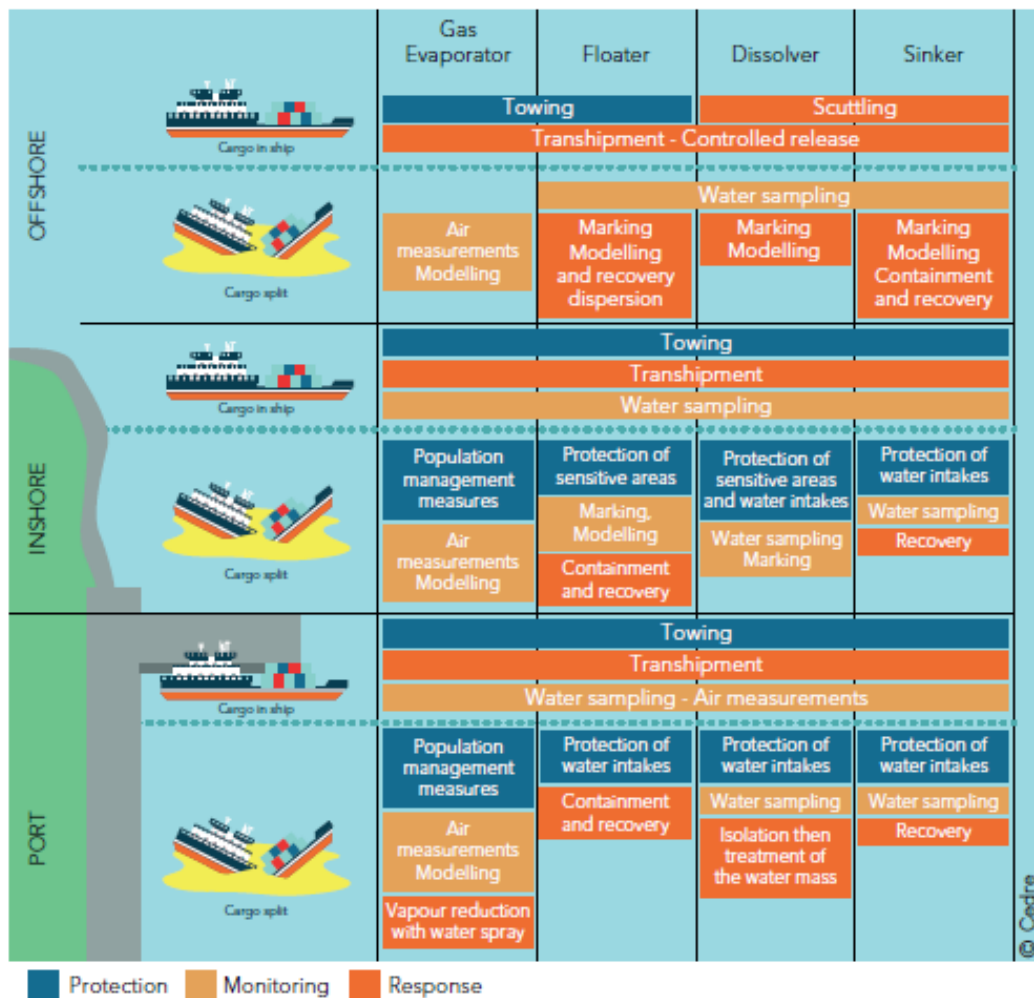 Gas
Evaporator
Floater
Dissolver
Sinker
OFFSHORE
Cargo in ship
Towing
Scuttling
Transhipment - Controlled release
Cargo split
Water sampling
Air
measurements
Modelling
Marking
Modelling
and recovery
dispersion
Marking
Modelling
Marking
Modelling
Containment
and recovery
INSHORE
Cargo in ship
Towing
Transhipment
Water sampling
Cargo split
Population
management
measures
Air
measurements
Modelling
Protection of
sensitive areas
Marking,
Modelling
Containment
and recovery
Protection of
sensitive areas
and water intakes
Water sampling
Marking
Protection of
water intakes
Water sampling
Recovery
PORT
Cargo in ship
Towing
Transhipment
Water sampling - Air measurements
Cargo split
Population
management
measures
Air
measurements
Modelling
Vapour reduction
with water spray
Protection of
water intakes
Containment
and recovery
Protection of
water intakes
Water sampling
Isolation then
treatment of
the water mass
Protection of
water intakes
Water sampling
Recovery
© Cedre
Protection
Monitoring
Response